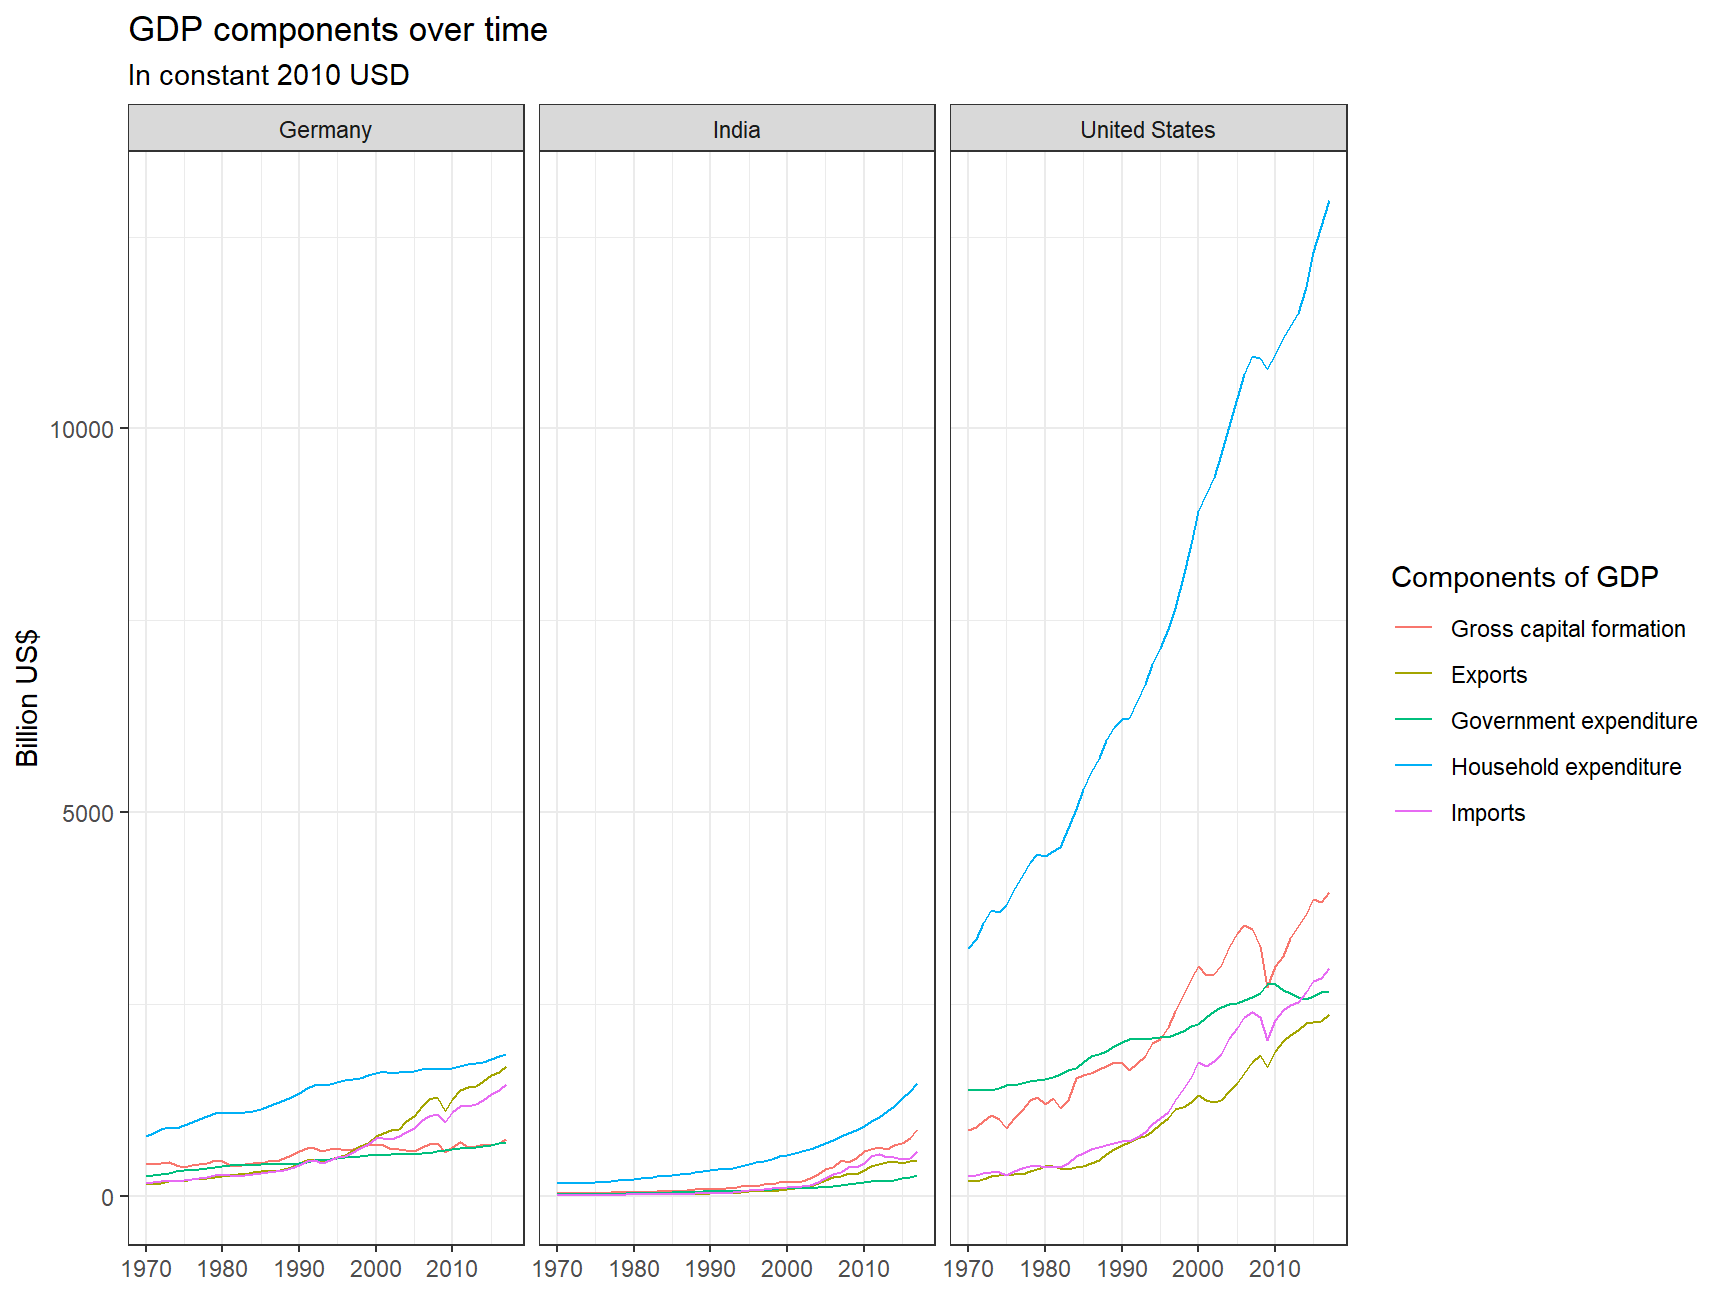 GDP components over time
In constant 2010 USD
Germany
India
United States
Billion US$
10000
5000
0
1970 1980 1990 2000 2010
1970 1980 1990 2000 2010
1970 1980 1990 2000 2010
Components of GDP
Gross capital formation
Exports
Government expenditure
Household expenditure
Imports